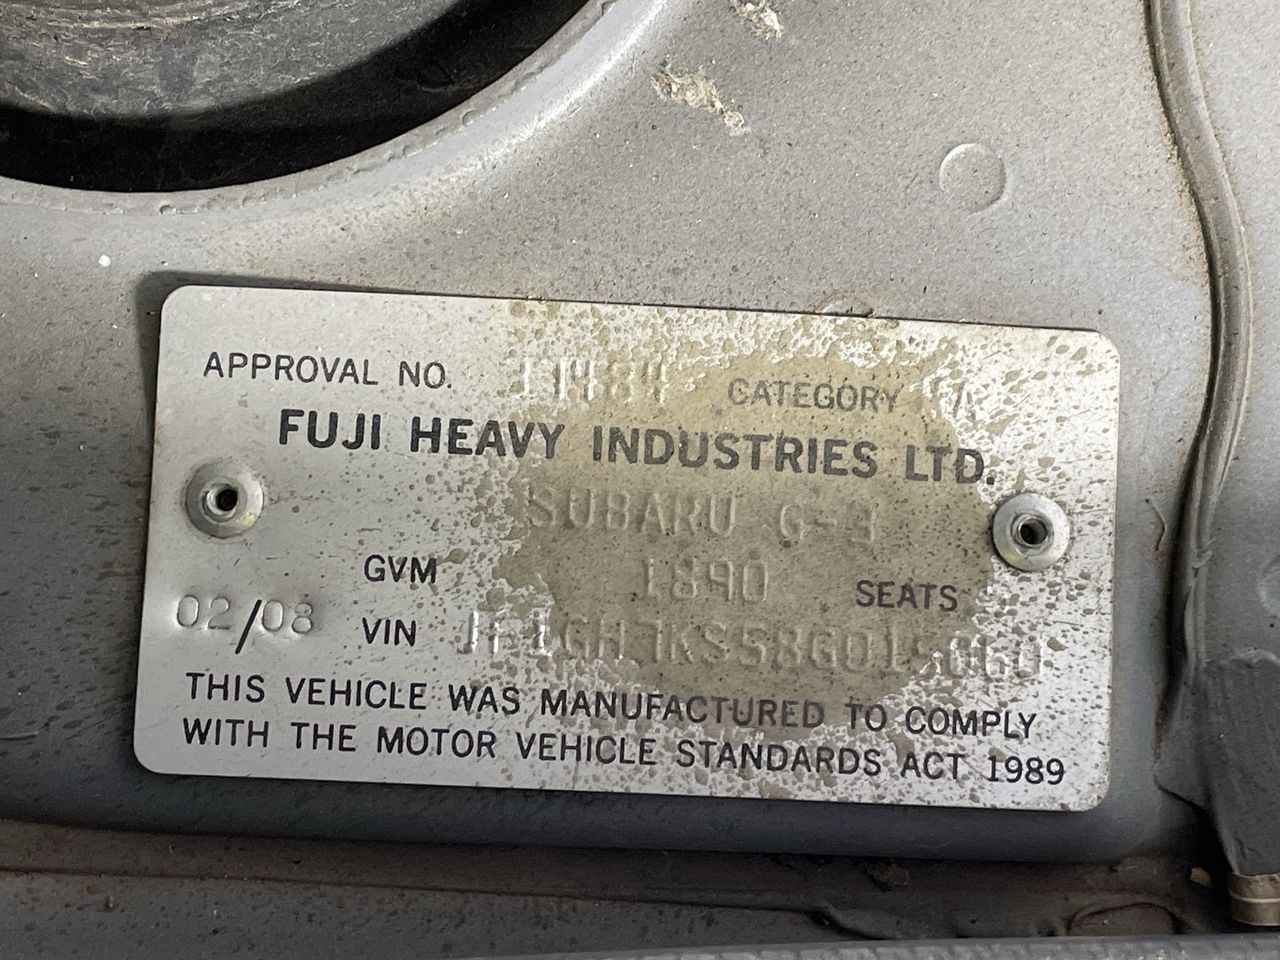 APPROVAL NO. 11484 CATEGORY
FUJI HEAVY INDUSTRIES LTD.
SUBARU G-3
GVM 1890 SEATS
02/08 VIN
THIS VEHICLE WAS MANUFACTURED TO COMPLY
WITH THE MOTOR VEHICLE STANDARDS ACT 1989